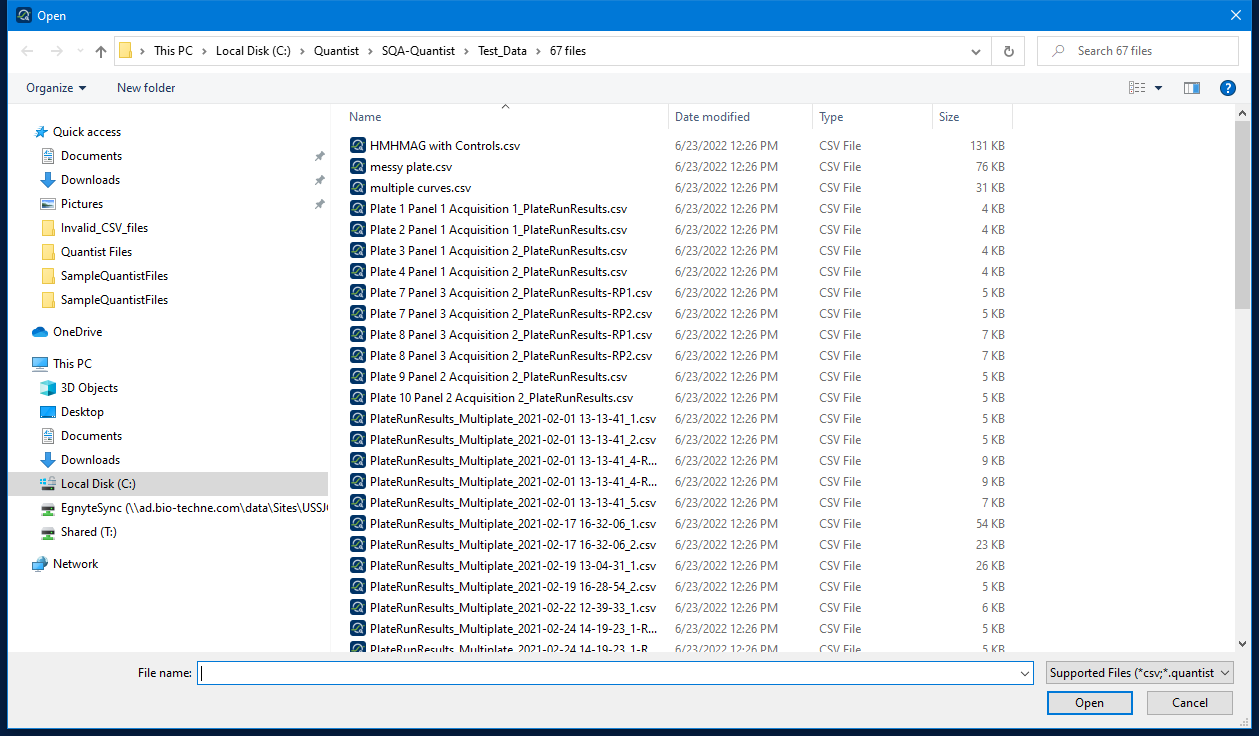 Open
This PC > Local Disk (C:) > Quantist > SQA-Quantist > Test_Data > 67 files
Search 67 files
Organize
New folder
?
Quick access
Documents
Downloads
Pictures
Invalid_CSV_files
Quantist Files
SampleQuantistFiles
SampleQuantistFiles
OneDrive
This PC
3D Objects
Desktop
Documents
Downloads
Local Disk (C:)
EgnyteSync (\\ad.bio-techne.com\data\Sites\USSJ
Shared (T:)
Network
Name Date modified Type Size
HMHMAG with Controls.csv 6/23/2022 12:26 PM CSV File 131 KB
messy plate.csv 6/23/2022 12:26 PM CSV File 76 KB
multiple curves.csv 6/23/2022 12:26 PM CSV File 31 KB
Plate 1 Panel 1 Acquisition 1_PlateRunResults.csv 6/23/2022 12:26 PM CSV File 4 KB
Plate 2 Panel 1 Acquisition 1_PlateRunResults.csv 6/23/2022 12:26 PM CSV File 4 KB
Plate 3 Panel 1 Acquisition 2_PlateRunResults.csv 6/23/2022 12:26 PM CSV File 4 KB
Plate 4 Panel 1 Acquisition 2_PlateRunResults.csv 6/23/2022 12:26 PM CSV File 4 KB
Plate 7 Panel 3 Acquisition 2_PlateRunResults-RP1.csv 6/23/2022 12:26 PM CSV File 5 KB
Plate 7 Panel 3 Acquisition 2_PlateRunResults-RP2.csv 6/23/2022 12:26 PM CSV File 5 KB
Plate 8 Panel 3 Acquisition 2_PlateRunResults-RP1.csv 6/23/2022 12:26 PM CSV File 7 KB
Plate 8 Panel 3 Acquisition 2_PlateRunResults-RP2.csv 6/23/2022 12:26 PM CSV File 7 KB
Plate 9 Panel 2 Acquisition 2_PlateRunResults.csv 6/23/2022 12:26 PM CSV File 5 KB
Plate 10 Panel 2 Acquisition 2_PlateRunResults.csv 6/23/2022 12:26 PM CSV File 5 KB
PlateRunResults_Multiplate_2021-02-01 13-13-41_1.csv 6/23/2022 12:26 PM CSV File 5 KB
PlateRunResults_Multiplate_2021-02-01 13-13-41_2.csv 6/23/2022 12:26 PM CSV File 5 KB
PlateRunResults_Multiplate_2021-02-01 13-13-41_4-R... 6/23/2022 12:26 PM CSV File 9 KB
PlateRunResults_Multiplate_2021-02-01 13-13-41_4-R... 6/23/2022 12:26 PM CSV File 9 KB
PlateRunResults_Multiplate_2021-02-01 13-13-41_5.csv 6/23/2022 12:26 PM CSV File 7 KB
PlateRunResults_Multiplate_2021-02-17 16-32-06_1.csv 6/23/2022 12:26 PM CSV File 54 KB
PlateRunResults_Multiplate_2021-02-17 16-32-06_2.csv 6/23/2022 12:26 PM CSV File 23 KB
PlateRunResults_Multiplate_2021-02-19 13-04-31_1.csv 6/23/2022 12:26 PM CSV File 26 KB
PlateRunResults_Multiplate_2021-02-19 16-28-54_2.csv 6/23/2022 12:26 PM CSV File 5 KB
PlateRunResults_Multiplate_2021-02-22 12-39-33_1.csv 6/23/2022 12:26 PM CSV File 6 KB
PlateRunResults_Multiplate_2021-02-24 14-19-23_1-R... 6/23/2022 12:26 PM CSV File 5 KB
PlateRunResults_Multiplate_2021-02-24 14-19-23_1-R 6/23/2022 12:26 PM CSV File 5 KB
File name:
Supported Files (*csv;*.quantist
Open
Cancel